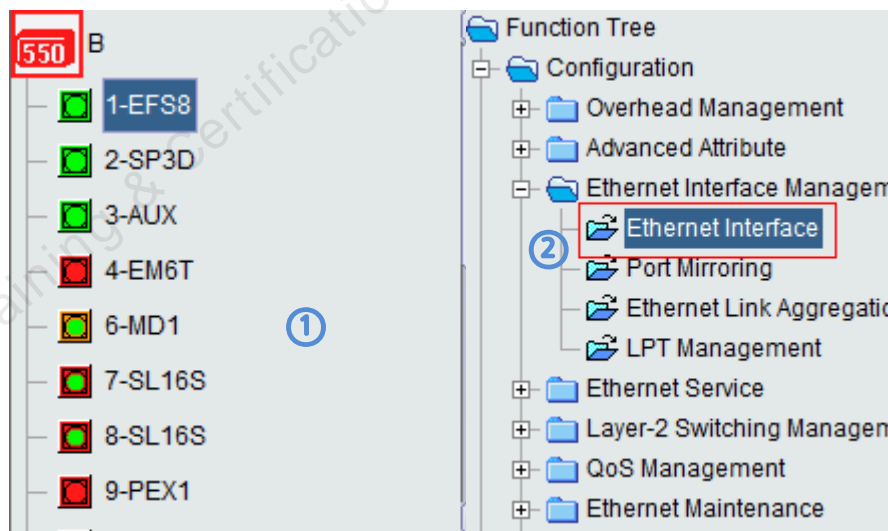 550 B
1-EFS8
2-SP3D
3-AUX
4-EM6T
6-MD1
7-SL16S
8-SL16S
9-PEX1
①
Function Tree
Configuration
Overhead Management
Advanced Attribute
Ethernet Interface Managem
Ethernet Interface
②
Port Mirroring
Ethernet Link Aggregatio
LPT Management
Ethernet Service
Layer-2 Switching Managem
QoS Management
Ethernet Maintenance
aining & certification